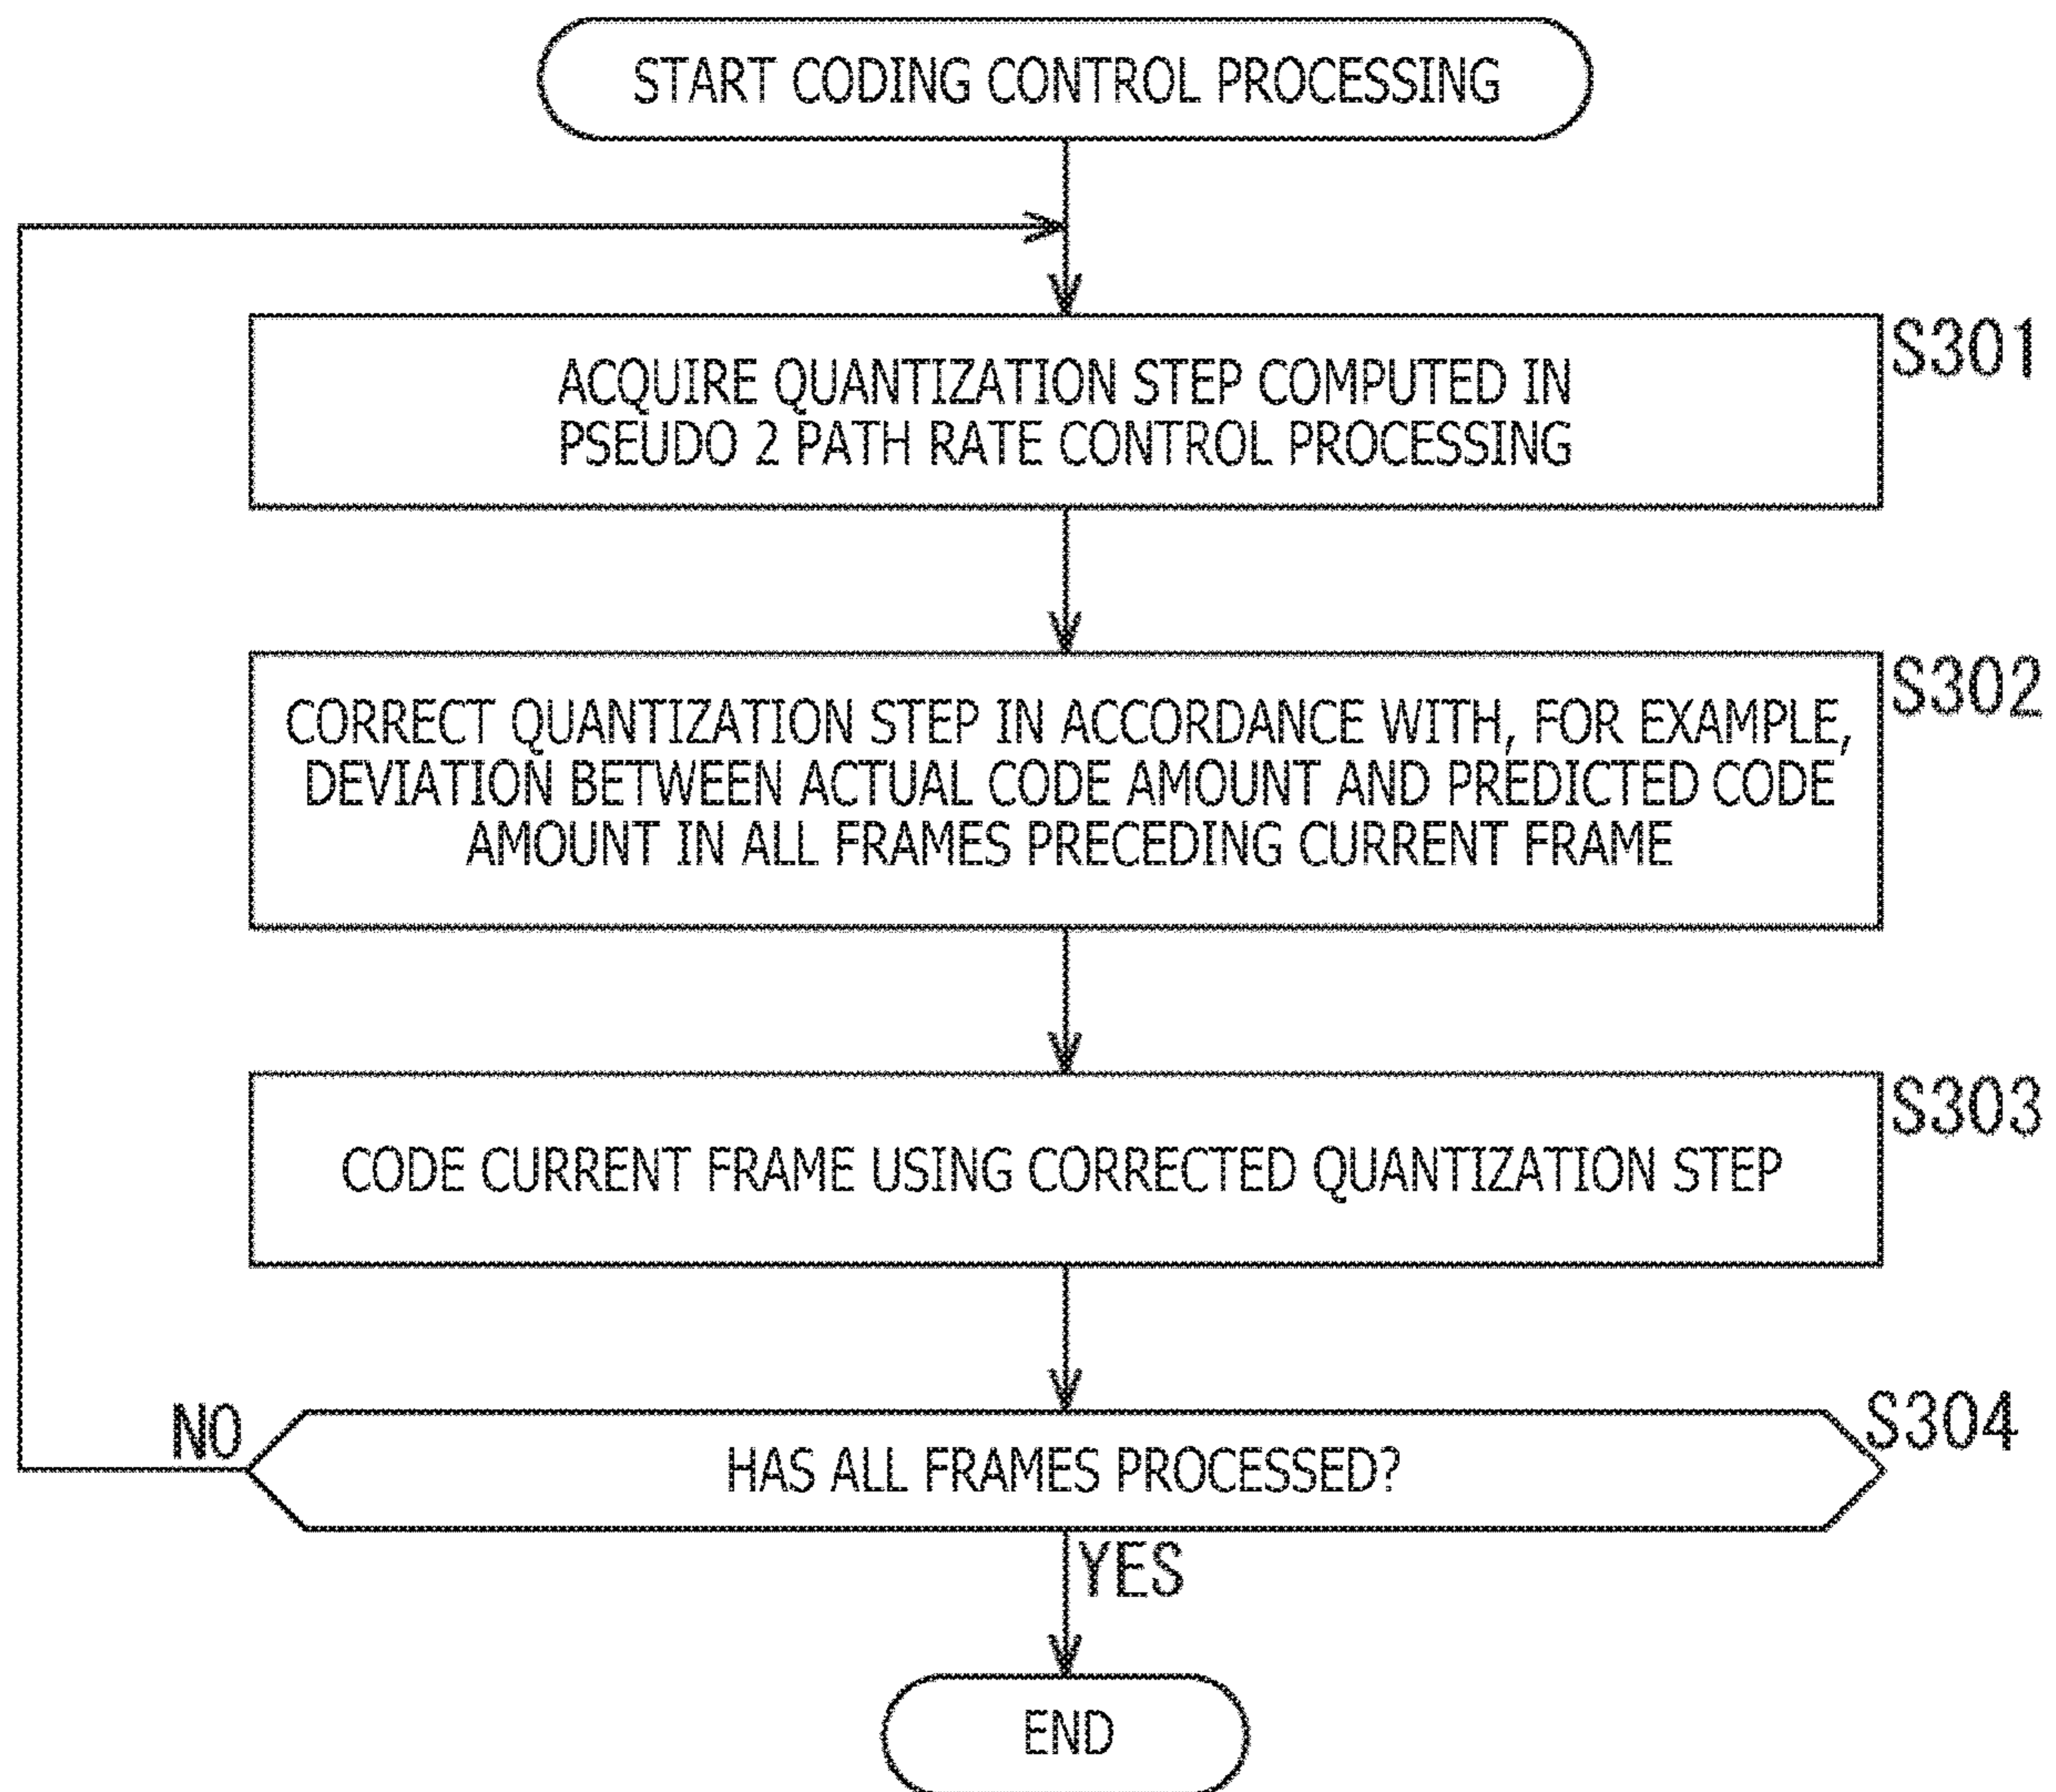 START CODING CONTROL PROCESSING
ACQUIRE QUANTIZATION STEP COMPUTED IN
PSEUDO 2 PATH RATE CONTROL PROCESSING
S301
CORRECT QUANTIZATION STEP IN ACCORDANCE WITH, FOR EXAMPLE,
DEVIATION BETWEEN ACTUAL CODE AMOUNT AND PREDICTED CODE
AMOUNT IN ALL FRAMES PRECEDING CURRENT FRAME
S302
CODE CURRENT FRAME USING CORRECTED QUANTIZATION STEP
S303
NO
HAS ALL FRAMES PROCESSED?
S304
YES
END